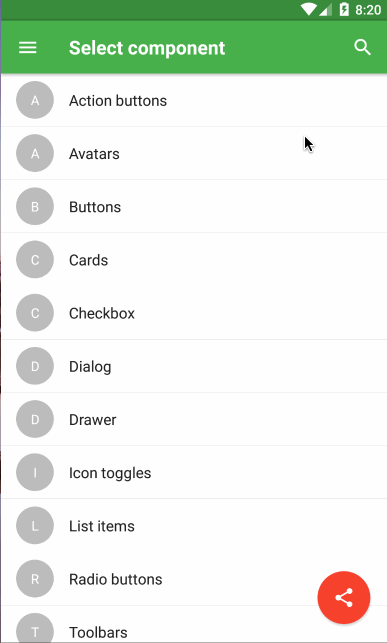 8:20
Select component
A Action buttons
A Avatars
B Buttons
C Cards
C Checkbox
D Dialog
D Drawer
I Icon toggles
L List items
R Radio buttons
T Toolbars